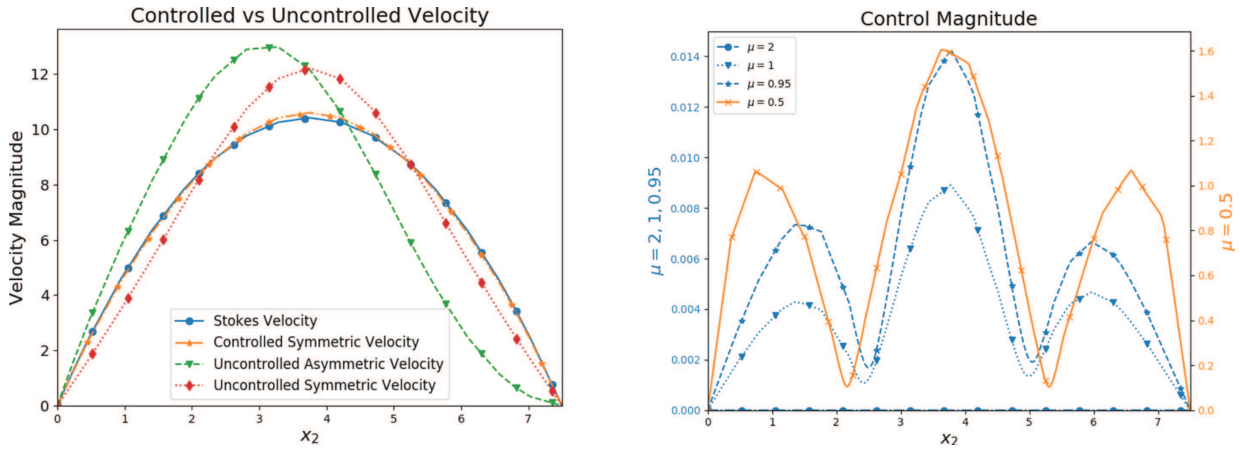 Controlled vs Uncontrolled Velocity
Velocity Magnitude
12
10
8
6
4
2
0
0 1 2 3 4 5 6 7
x₂
Stokes Velocity
Controlled Symmetric Velocity
Uncontrolled Asymmetric Velocity
Uncontrolled Symmetric Velocity
Control Magnitude
μ = 2, 1, 0.95
0.014
0.012
0.010
0.008
0.006
0.004
0.002
0.000
μ = 2
μ = 1
μ = 0.95
μ = 0.5
0 1 2 3 4 5 6 7
x₂
1.6
1.4
1.2
1.0
0.8
0.6
0.4
0.2
0.0
μ = 0.5